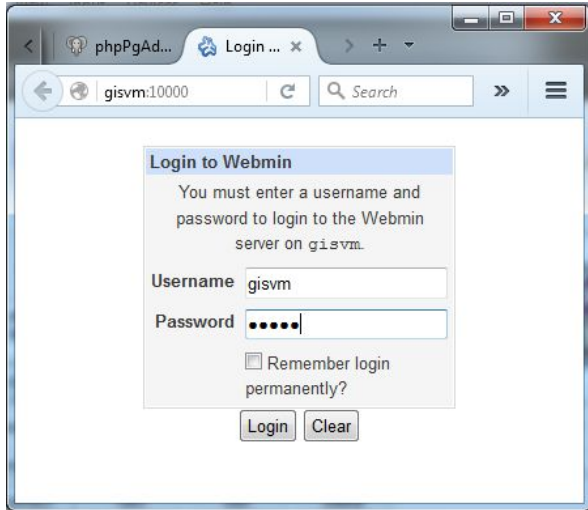 phpPgAd...
Login ...
gisvm:10000
Search
Login to Webmin
You must enter a username and
password to login to the Webmin
server on gisvm.
Username gisvm
Password •••••
Remember login
permanently?
Login Clear